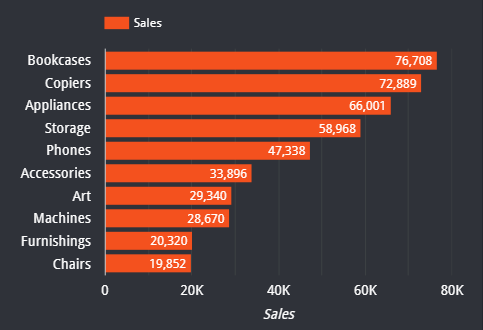 Sales
Bookcases 76,708
Copiers 72,889
Appliances 66,001
Storage 58,968
Phones 47,338
Accessories 33,896
Art 29,340
Machines 28,670
Furnishings 20,320
Chairs 19,852
0 20K 40K 60K 80K
Sales